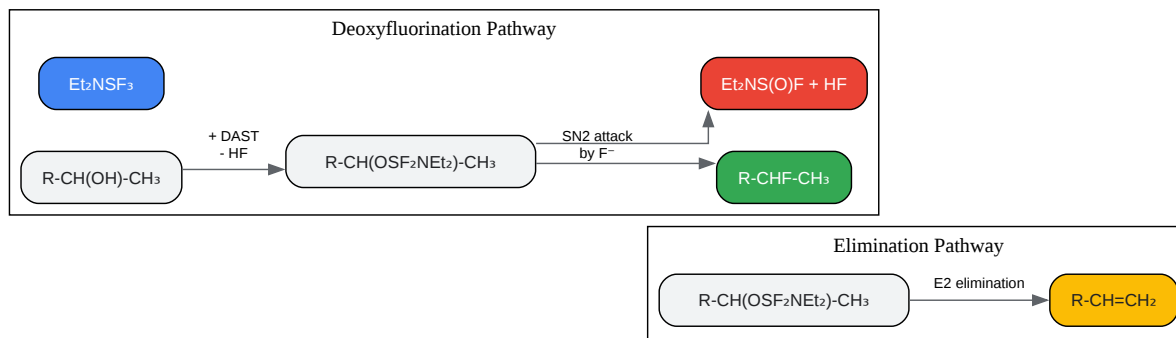 Deoxyfluorination Pathway
Et₂NSF₃
Et₂NS(O)F + HF
+ DAST
- HF
SN2 attack
by F⁻
R-CH(OH)-CH₃
R-CH(OSF₂NEt₂)-CH₃
R-CHF-CH₃
Elimination Pathway
R-CH(OSF₂NEt₂)-CH₃
E2 elimination
R-CH=CH₂